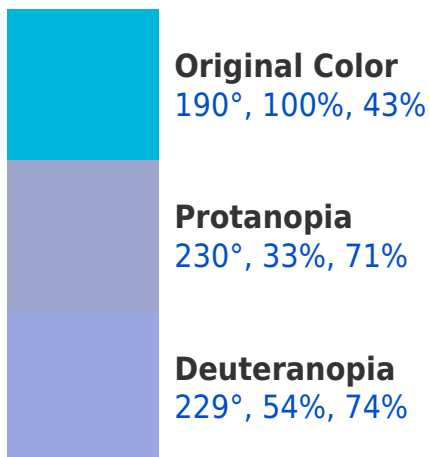 Original Color
190°, 100%, 43%
Protanopia
230°, 33%, 71%
Deuteranopia
229°, 54%, 74%